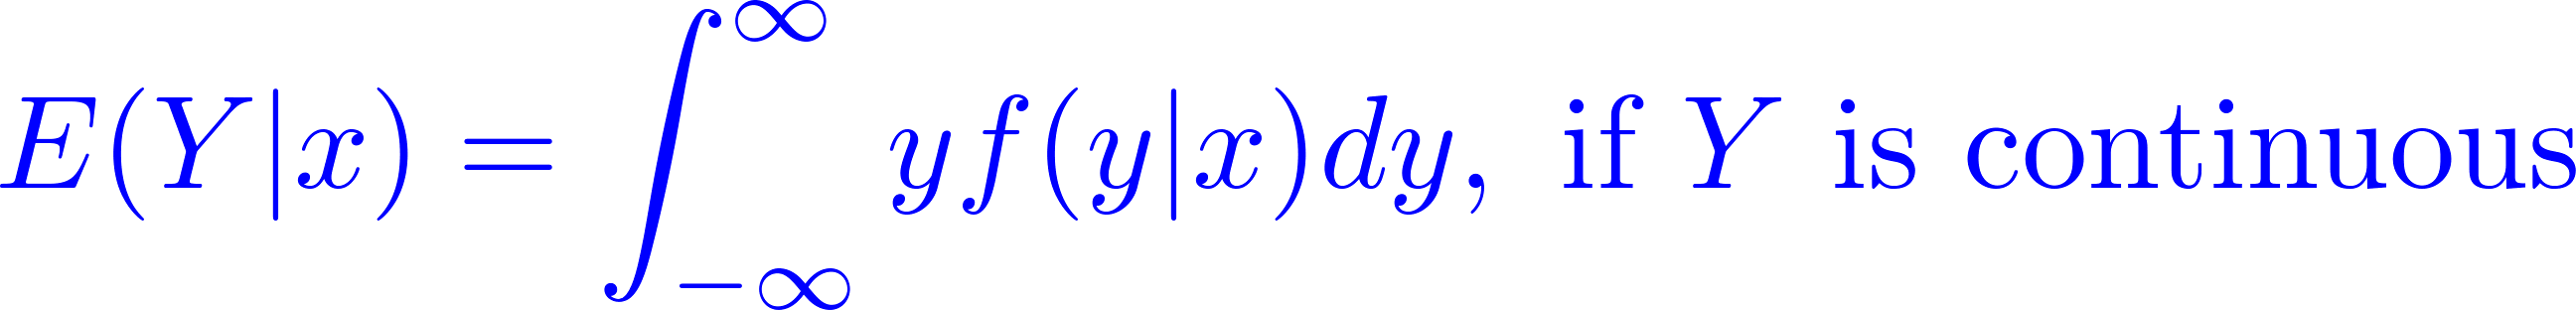 E(Y|x) = ∫_{-∞}^{∞} yf(y|x)dy, if Y is continuous